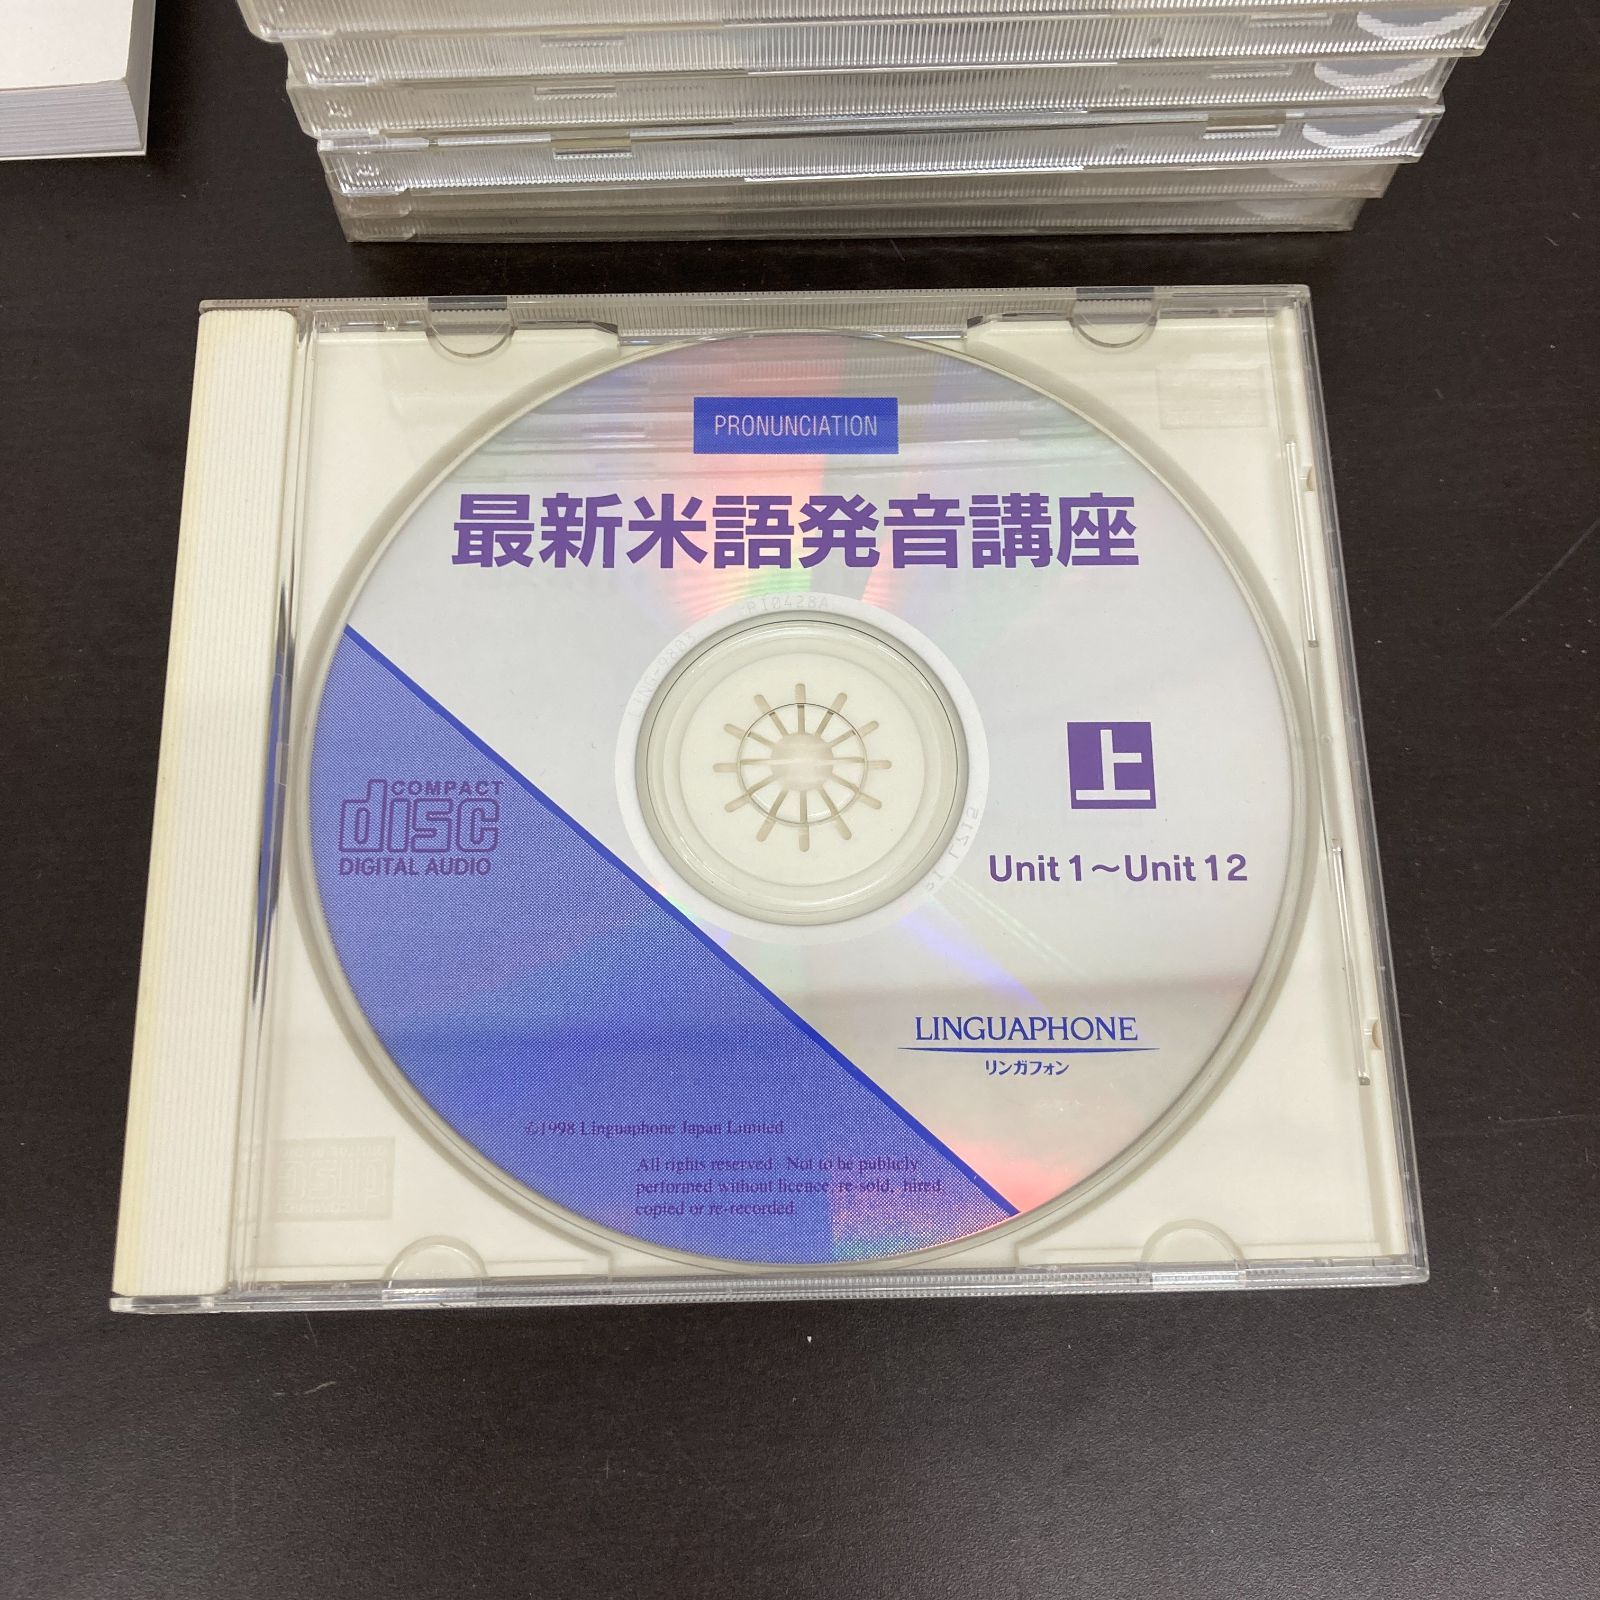 PRONUNCIATION
最新米語発音講座
上
Unit 1～Unit 12
COMPACT
disc
DIGITAL AUDIO
LINGUAPHONE
リンガフォン
©1998 Linguaphone Japan Limited
All rights reserved. Not to be publicly
performed without licence, re-sold, hired,
copied or re-recorded.